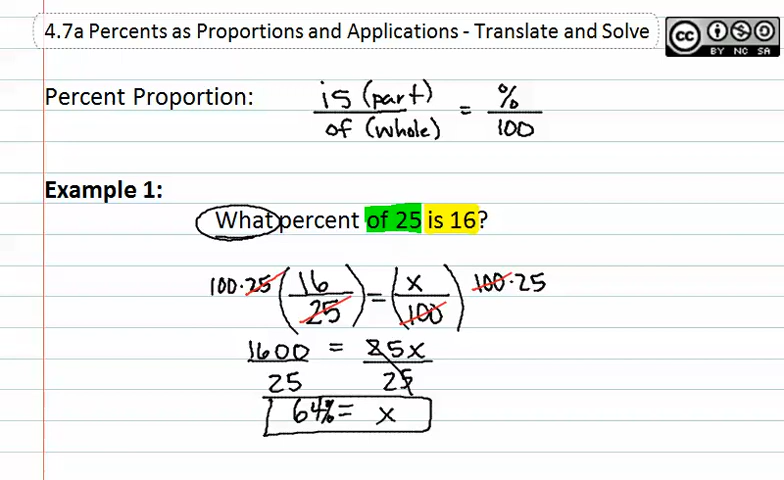 4.7a Percents as Proportions and Applications - Translate and Solve
cc BY NC SA
Percent Proportion: is (part) / of (whole) = % / 100
Example 1:
What percent of 25 is 16?
100·25 (16/25) = (x/100) 100·25
1600/25 = 25x/25
64% = x